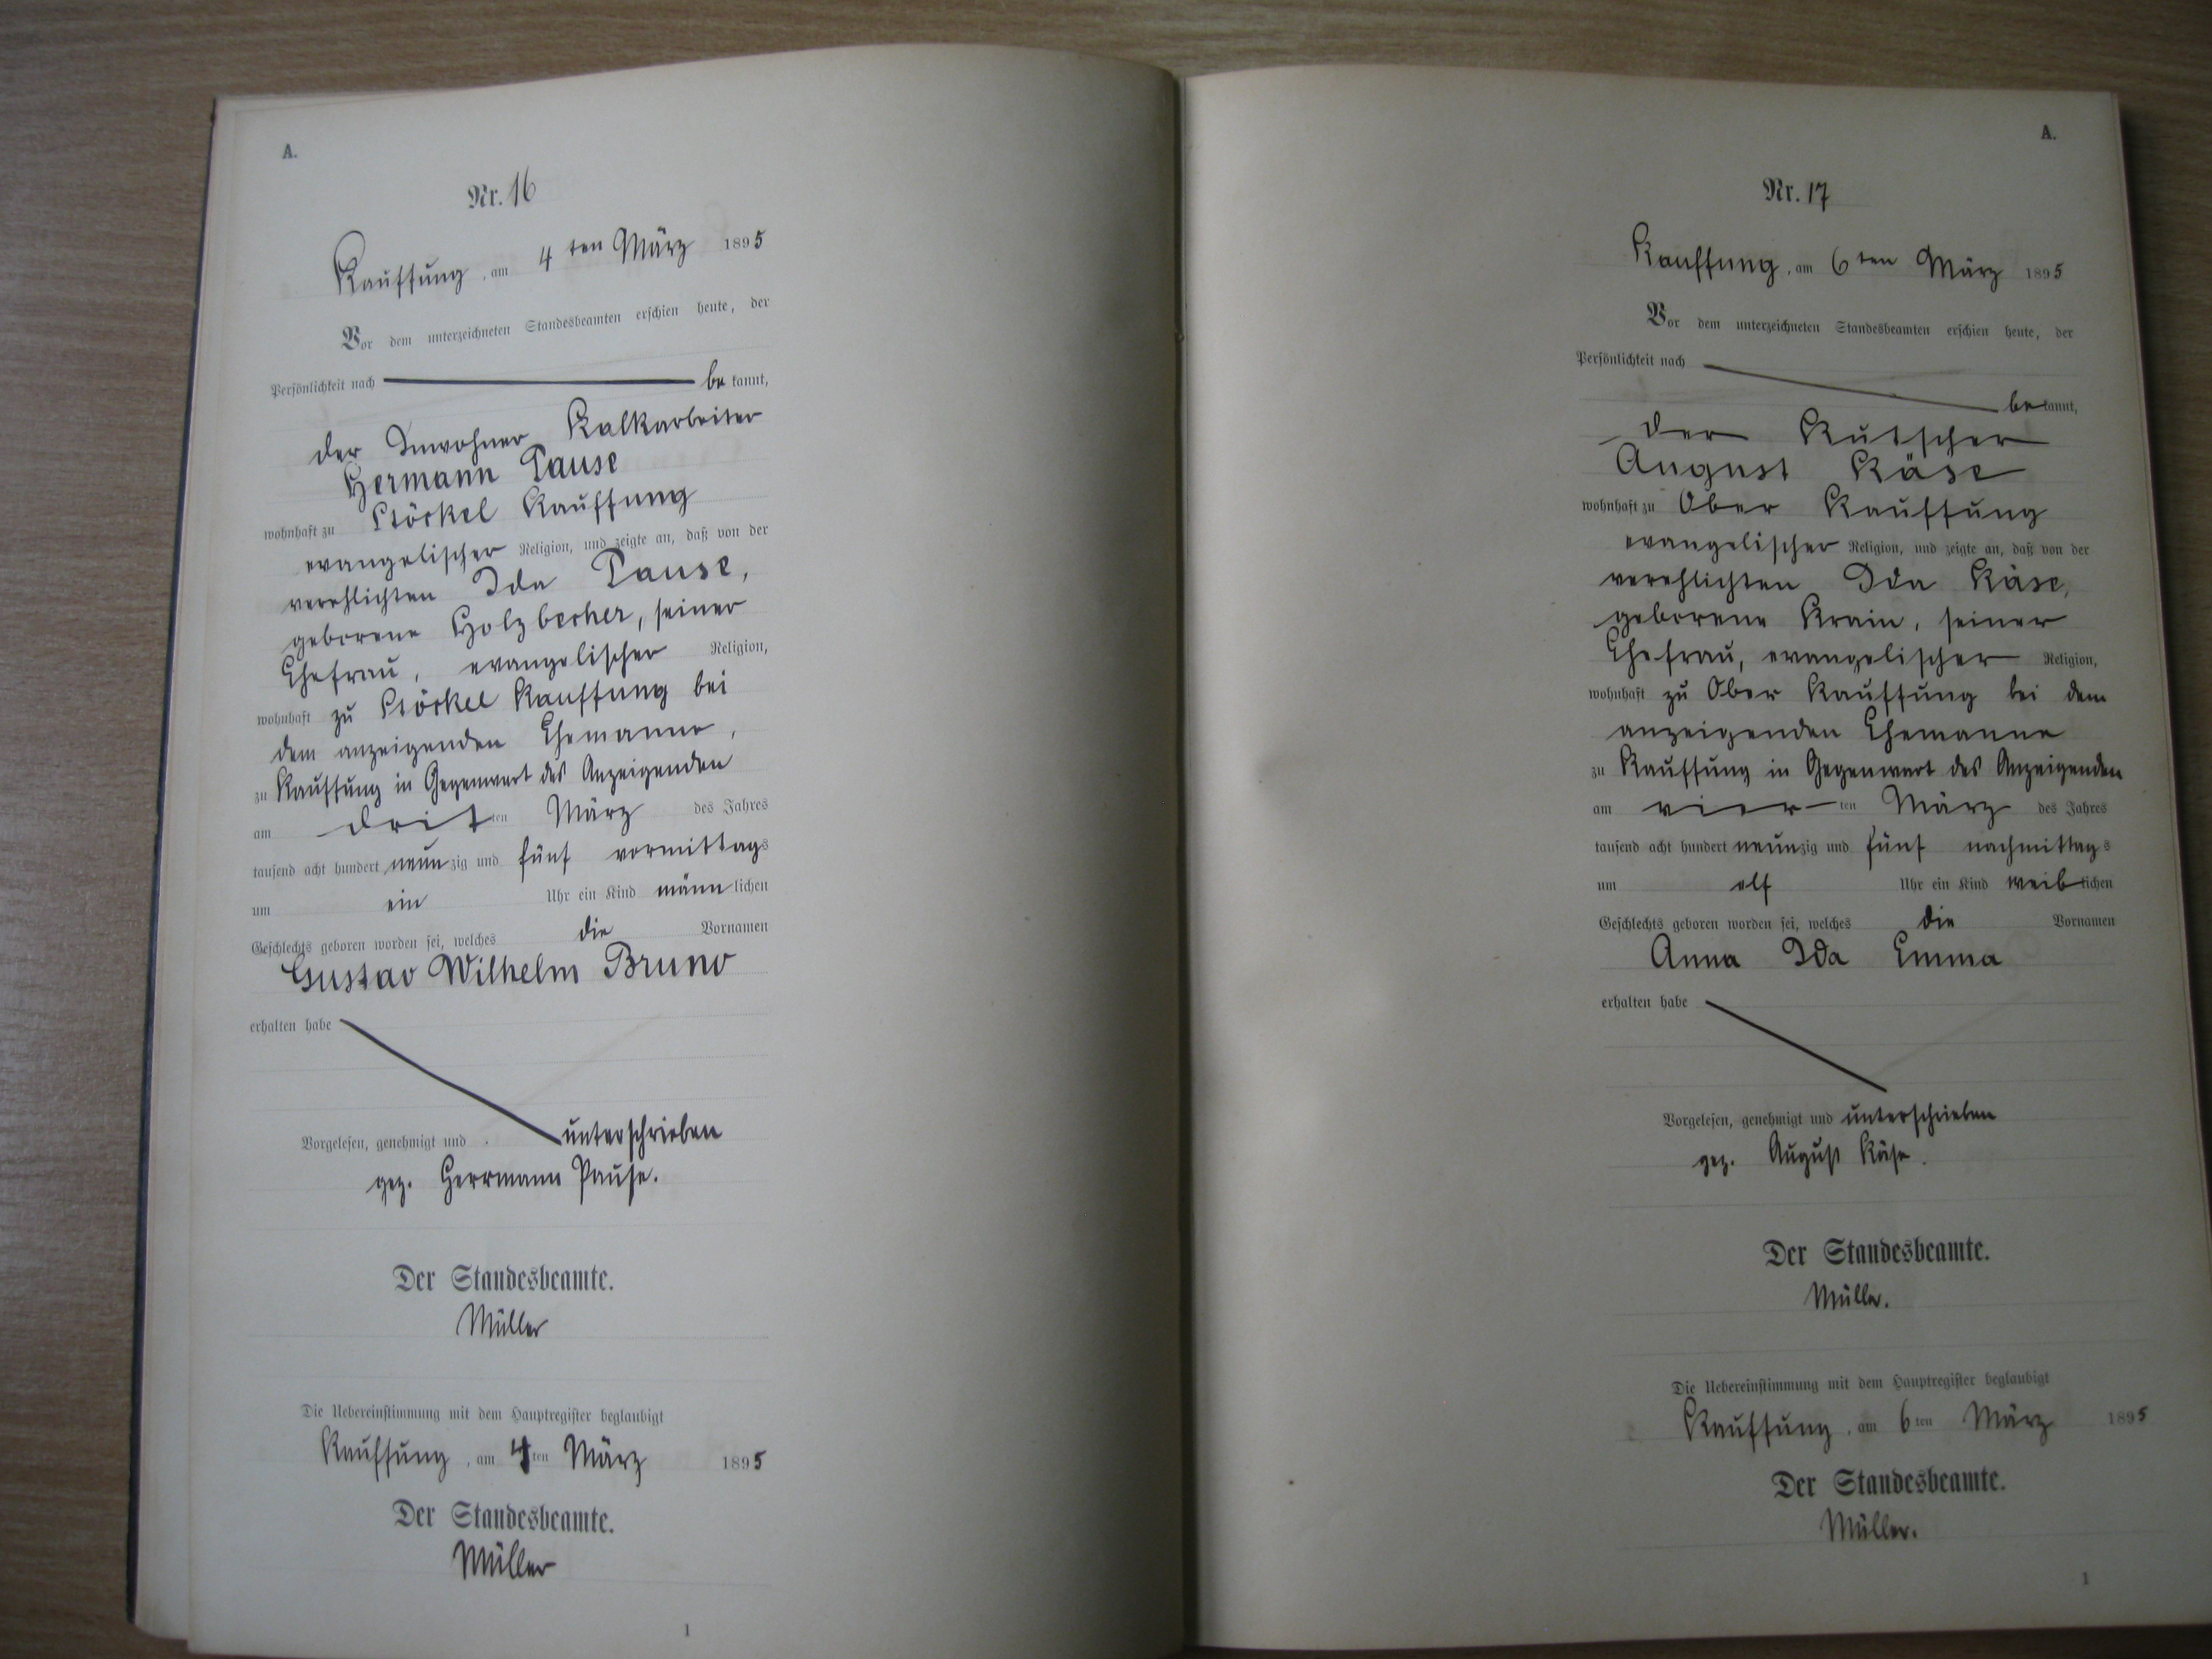 A.
Nr. 16
Kauffung, am 4ten März 1895
Vor dem unterzeichneten Standesbeamten erschien heute, der
Persönlichkeit nach bekannt,
der Inwohner Kalkarbeiter
Hermann Pause
wohnhaft zu Stöckel Kauffung
evangelischer Religion, und zeigte an, daß von der
verehlichten Ida Pause,
geborene Holzbecher, seiner
Ehefrau, evangelischer Religion,
wohnhaft zu Stöckel Kauffung bei
dem anzeigenden Ehemanne,
zu Kauffung in Gegenwart des Anzeigenden
am dritten März des Jahres
tausend acht hundert neunzig und fünf vormittags
um ein Uhr ein Kind männlichen
Geschlechts geboren worden sei, welches die Vornamen
Gustav Wilhelm Bruno
erhalten habe
Vorgelesen, genehmigt und unterschrieben
gez. Herrmann Pause.
Der Standesbeamte.
Müller
Die Uebereinstimmung mit dem Hauptregister beglaubigt
Kauffung, am 4ten März 1895
Der Standesbeamte.
Müller
1
A.
Nr. 17
Kauffung, am 6ten März 1895
Vor dem unterzeichneten Standesbeamten erschien heute, der
Persönlichkeit nach
bekannt,
der Kutscher
August Käse
wohnhaft zu Ober Kauffung
evangelischer Religion, und zeigte an, daß von der
verehlichten Ida Käse,
geborene Krain, seiner
Ehefrau, evangelischer Religion,
wohnhaft zu Ober Kauffung bei dem
anzeigenden Ehemanne
zu Kauffung in Gegenwart des Anzeigenden
am vierten März des Jahres
tausend acht hundert neunzig und fünf nachmittags
um elf Uhr ein Kind weiblichen
Geschlechts geboren worden sei, welches die Vornamen
Anna Ida Emma
erhalten habe
Vorgelesen, genehmigt und unterschrieben
gez. August Käse.
Der Standesbeamte.
Müller.
Die Uebereinstimmung mit dem Hauptregister beglaubigt
Kauffung, am 6ten März 1895
Der Standesbeamte.
Müller.
1